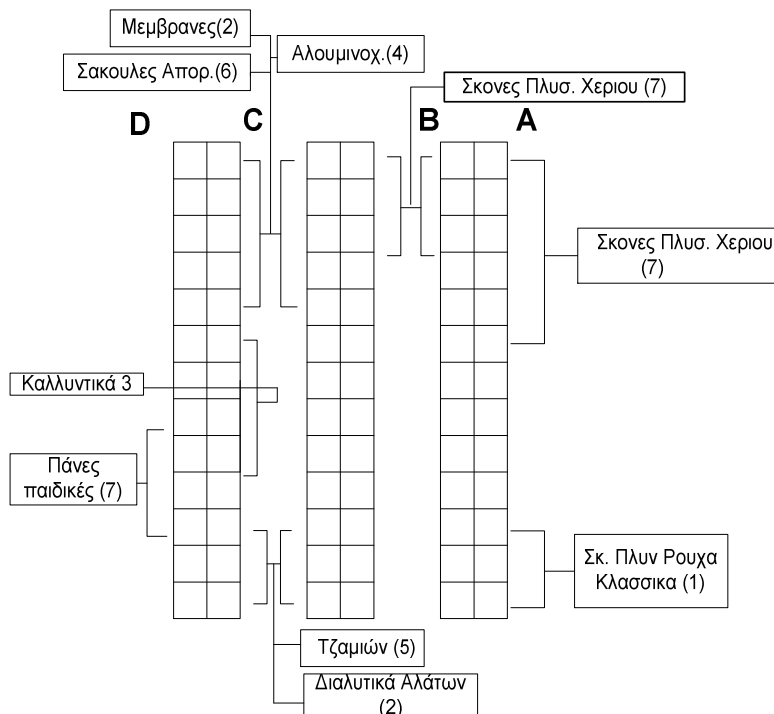 Μεμβρανες(2)
Αλουμινοχ.(4)
Σακουλες Απορ.(6)
Σκονες Πλυσ. Χεριου (7)
D
C
B
A
Σκονες Πλυσ. Χεριου
(7)
Καλλυντικά 3
Πάνες
παιδικές (7)
Σκ. Πλυν Ρουχα
Κλασσικα (1)
Τζαμιών (5)
Διαλυτικά Αλάτων
(2)